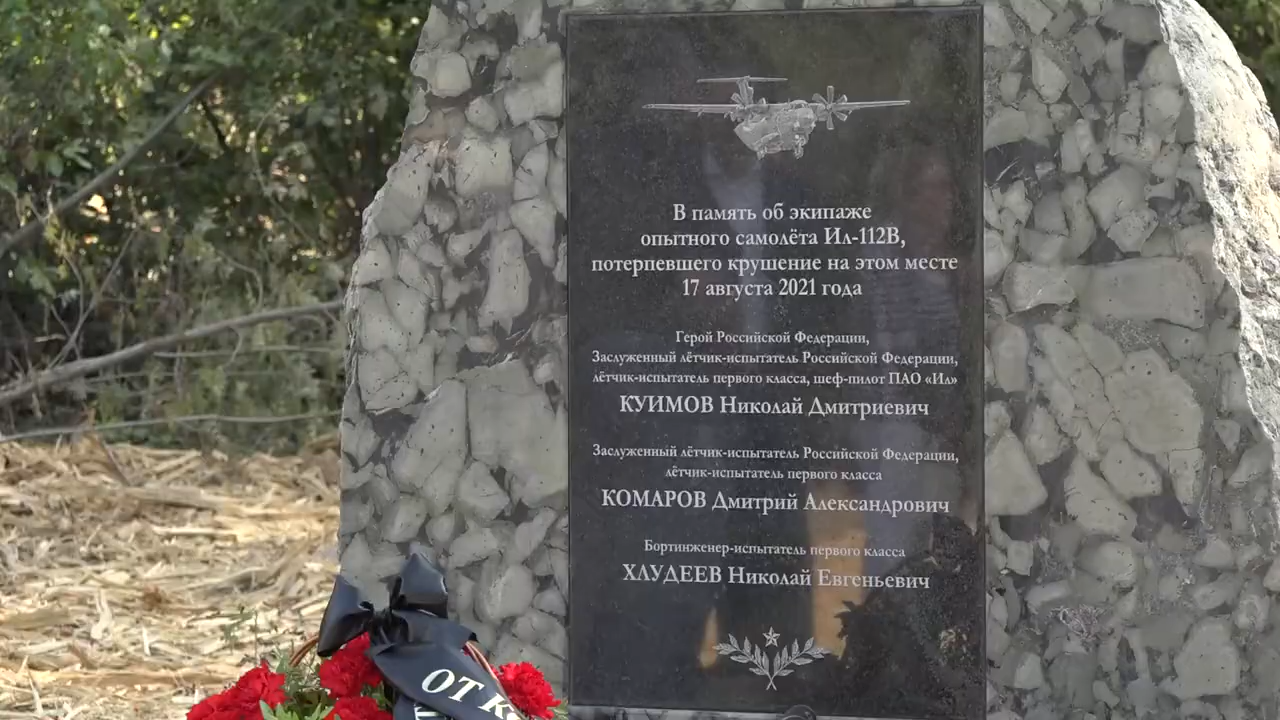 В память об экипаже
опытного самолёта Ил-112В,
потерпевшего крушение на этом месте
17 августа 2021 года
Герой Российской Федерации,
Заслуженный лётчик-испытатель Российской Федерации,
лётчик-испытатель первого класса, шеф-пилот ПАО «Ил»
КУИМОВ Николай Дмитриевич
Заслуженный лётчик-испытатель Российской Федерации,
лётчик-испытатель первого класса
КОМАРОВ Дмитрий Александрович
Бортинженер-испытатель первого класса
ХЛУДЕЕВ Николай Евгеньевич
ОТ